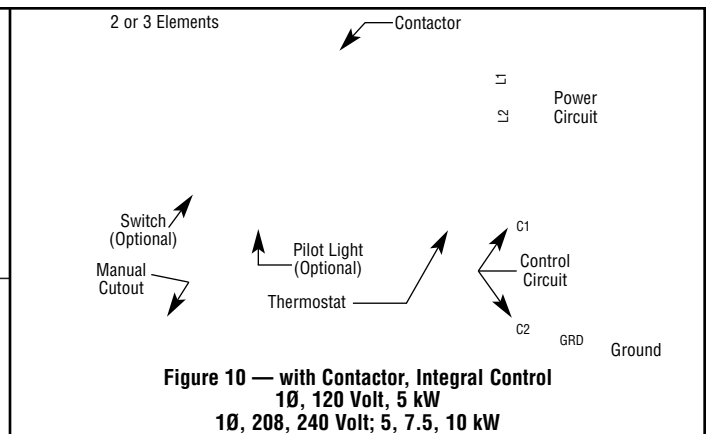 2 or 3 Elements
Contactor
L1
L2
Power
Circuit
Switch
(Optional)
Pilot Light
(Optional)
C1
Control
Circuit
Manual
Cutout
Thermostat
C2
GRD
Ground
Figure 10 — with Contactor, Integral Control
1Ø, 120 Volt, 5 kW
1Ø, 208, 240 Volt; 5, 7.5, 10 kW